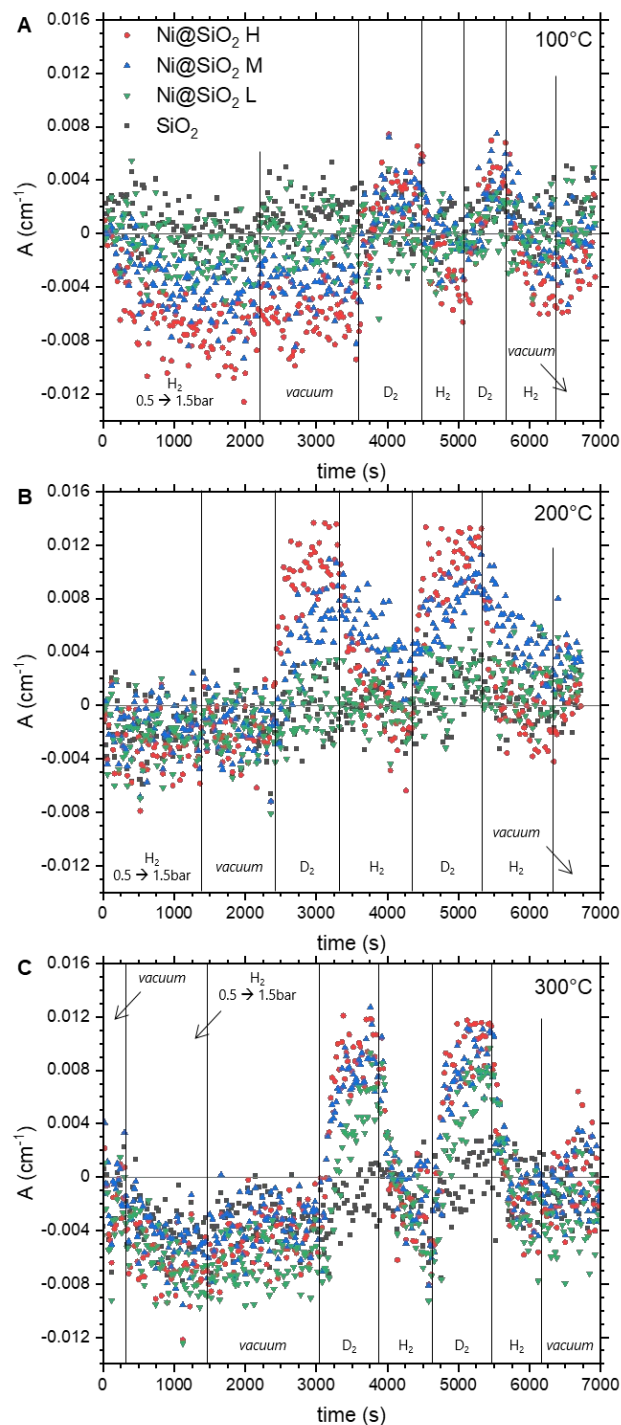 A
0.016
0.012
0.008
0.004
0
-0.004
-0.008
-0.012
A (cm⁻¹)
Ni@SiO₂ H
Ni@SiO₂ M
Ni@SiO₂ L
SiO₂
100°C
H₂
0.5 → 1.5bar
vacuum
D₂
H₂
D₂
H₂
vacuum
0 1000 2000 3000 4000 5000 6000 7000
time (s)
B
0.016
0.012
0.008
0.004
0
-0.004
-0.008
-0.012
A (cm⁻¹)
200°C
H₂
0.5 → 1.5bar
vacuum
D₂
H₂
D₂
H₂
vacuum
0 1000 2000 3000 4000 5000 6000 7000
time (s)
C
0.016
0.012
0.008
0.004
0
-0.004
-0.008
-0.012
A (cm⁻¹)
vacuum
H₂
0.5 → 1.5bar
300°C
vacuum
D₂
H₂
D₂
H₂
vacuum
0 1000 2000 3000 4000 5000 6000 7000
time (s)